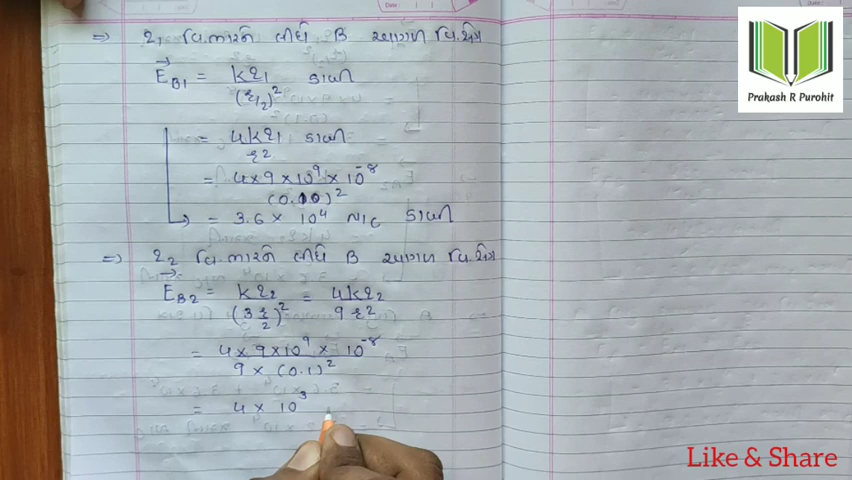 ⇒ q₁ વિ.ભારને લીધે B આગળ વિ.ક્ષેત્ર
E⃗B1 = kq₁ / (r/2)² ડાબી
= 4kq₁ / r² ડાબી
= 4×9×10⁹×10⁻⁸ / (0.10)²
= 3.6 × 10⁴ N/C ડાબી
⇒ q₂ વિ.ભારને લીધે B આગળ વિ.ક્ષેત્ર
E⃗B2 = kq₂ / (3r/2)² = 4kq₂ / 9r²
= 4×9×10⁹ × 10⁻⁸ / 9 × (0.1)²
= 4 × 10³
Prakash R Purohit
Like & Share